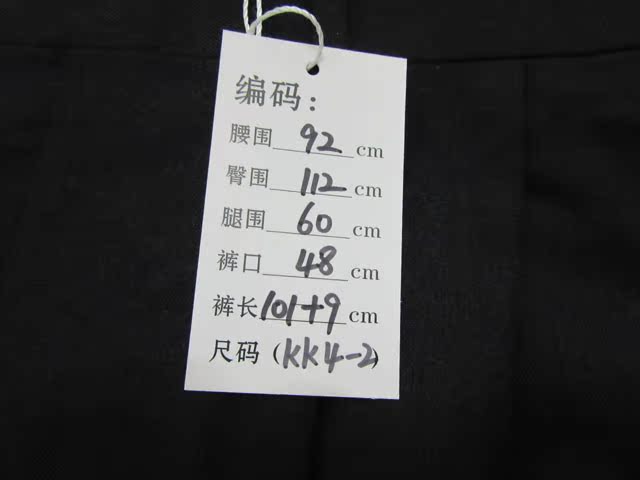 编码：
腰围 92 cm
臀围 112 cm
腿围 60 cm
裤口 48 cm
裤长 101+9 cm
尺码 (KK4-2)